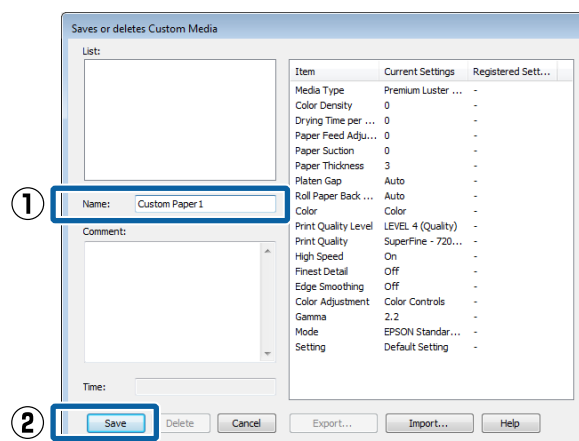 Saves or deletes Custom Media
List:
Item Current Settings Registered Sett...
Media Type Premium Luster ... -
Color Density 0 -
Drying Time per ... 0 -
Paper Feed Adju... 0 -
Paper Suction 0 -
Paper Thickness 3 -
Platen Gap Auto -
Roll Paper Back ... Auto -
Color Color -
Print Quality Level LEVEL 4 (Quality) -
Print Quality SuperFine - 720... -
High Speed On -
Finest Detail Off -
Edge Smoothing Off -
Color Adjustment Color Controls -
Gamma 2.2 -
Mode EPSON Standar... -
Setting Default Setting -
1
Name: Custom Paper1
Comment:
Time:
2
Save Delete Cancel Export... Import... Help